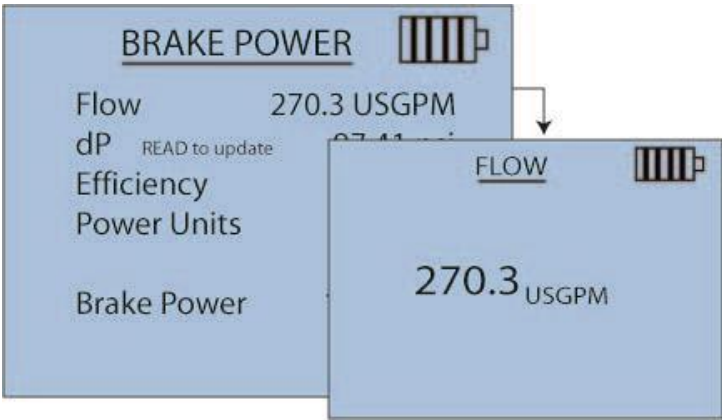 BRAKE POWER
Flow 270.3 USGPM
dP READ to update
Efficiency
Power Units
Brake Power
FLOW
270.3 USGPM